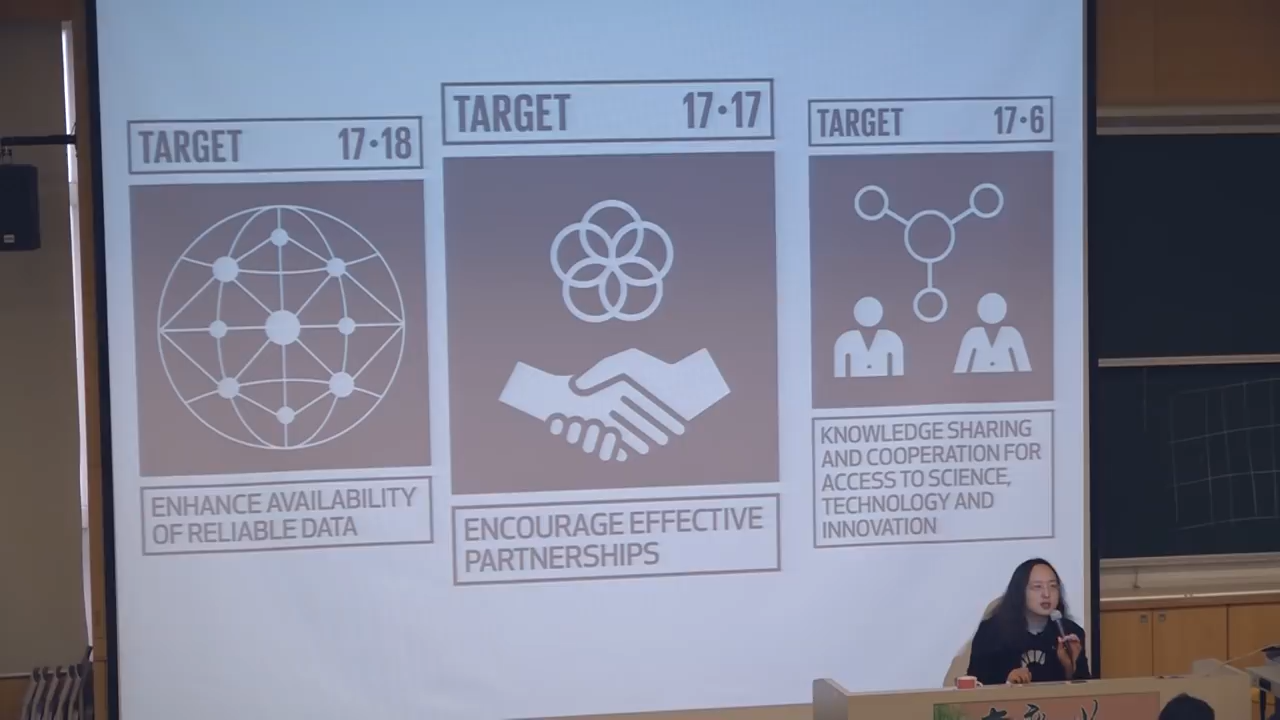 TARGET 17.18
ENHANCE AVAILABILITY
OF RELIABLE DATA
TARGET 17.17
ENCOURAGE EFFECTIVE
PARTNERSHIPS
TARGET 17.6
KNOWLEDGE SHARING
AND COOPERATION FOR
ACCESS TO SCIENCE,
TECHNOLOGY AND
INNOVATION